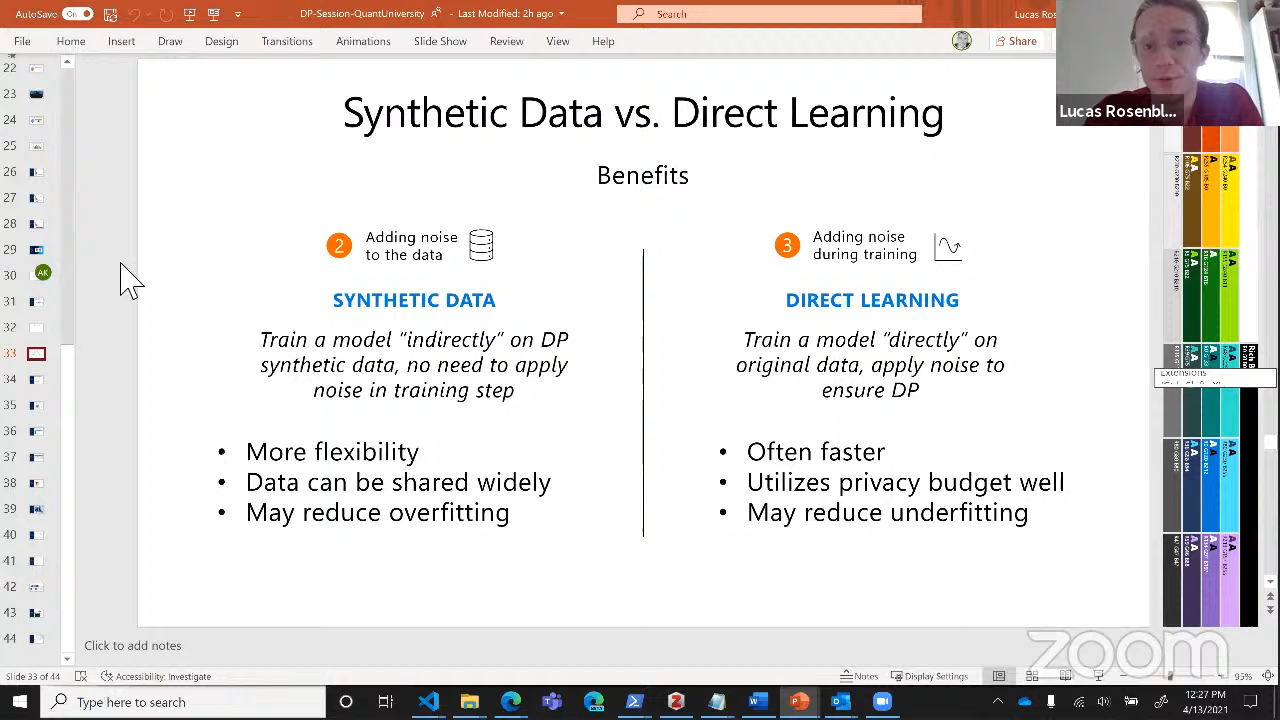 AutoSave
On
DP-Session-QuantUniversity
- Last Modified: 2h ago
Search
Lucas Ros
File
Home
Insert
Draw
Design
Transitions
Animations
Slide Show
Review
View
Help
Share
Lucas Rosenbl...
22
23
24
25
26
27
28
29
30
AK
31
32
33
34
35
36
37
38
39
40
41
42
43
44
Synthetic Data vs. Direct Learning
Benefits
2
Adding noise
to the data
SYNTHETIC DATA
Train a model “indirectly” on DP
synthetic data, no need to apply
noise in training step
• More flexibility
• Data can be shared widely
• May reduce overfitting
3
Adding noise
during training
DIRECT LEARNING
Train a model “directly” on
original data, apply noise to
ensure DP
• Often faster
• Utilizes privacy budget well
• May reduce underfitting
Extensions
Click to add notes
zoom
Slide 33 of 44
Accessibility: Investigate
Notes
Display Settings
95%
Type here to search
12:27 PM
4/13/2021